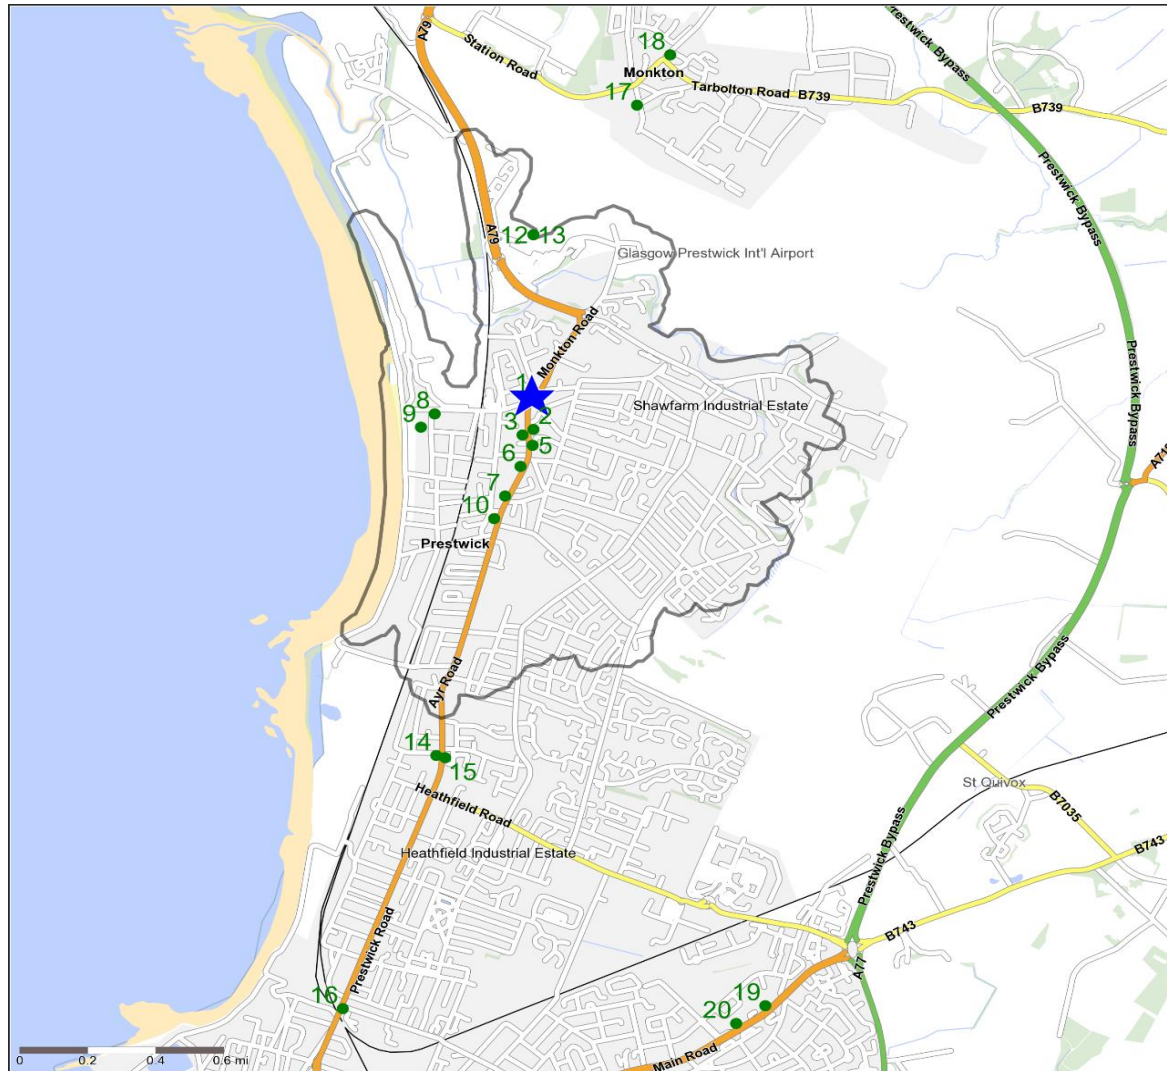 A79
Station Road
18
Monkton
Tarbolton Road B739
17
Prestwick Bypass
B739
Prestwick Bypass
A79
12
13
Glasgow Prestwick Int'l Airport
Monkton Road
1
Prestwick Bypass
8
9
Shawfarm Industrial Estate
3
2
5
6
7
10
Prestwick
Ayr Road
Prestwick Bypass
14
15
Heathfield Road
St Quivox
B7035
Heathfield Industrial Estate
Prestwick Bypass
B743
B743
A77
Prestwick Road
16
19
20
Main Road
0 0.2 0.4 0.6 mi